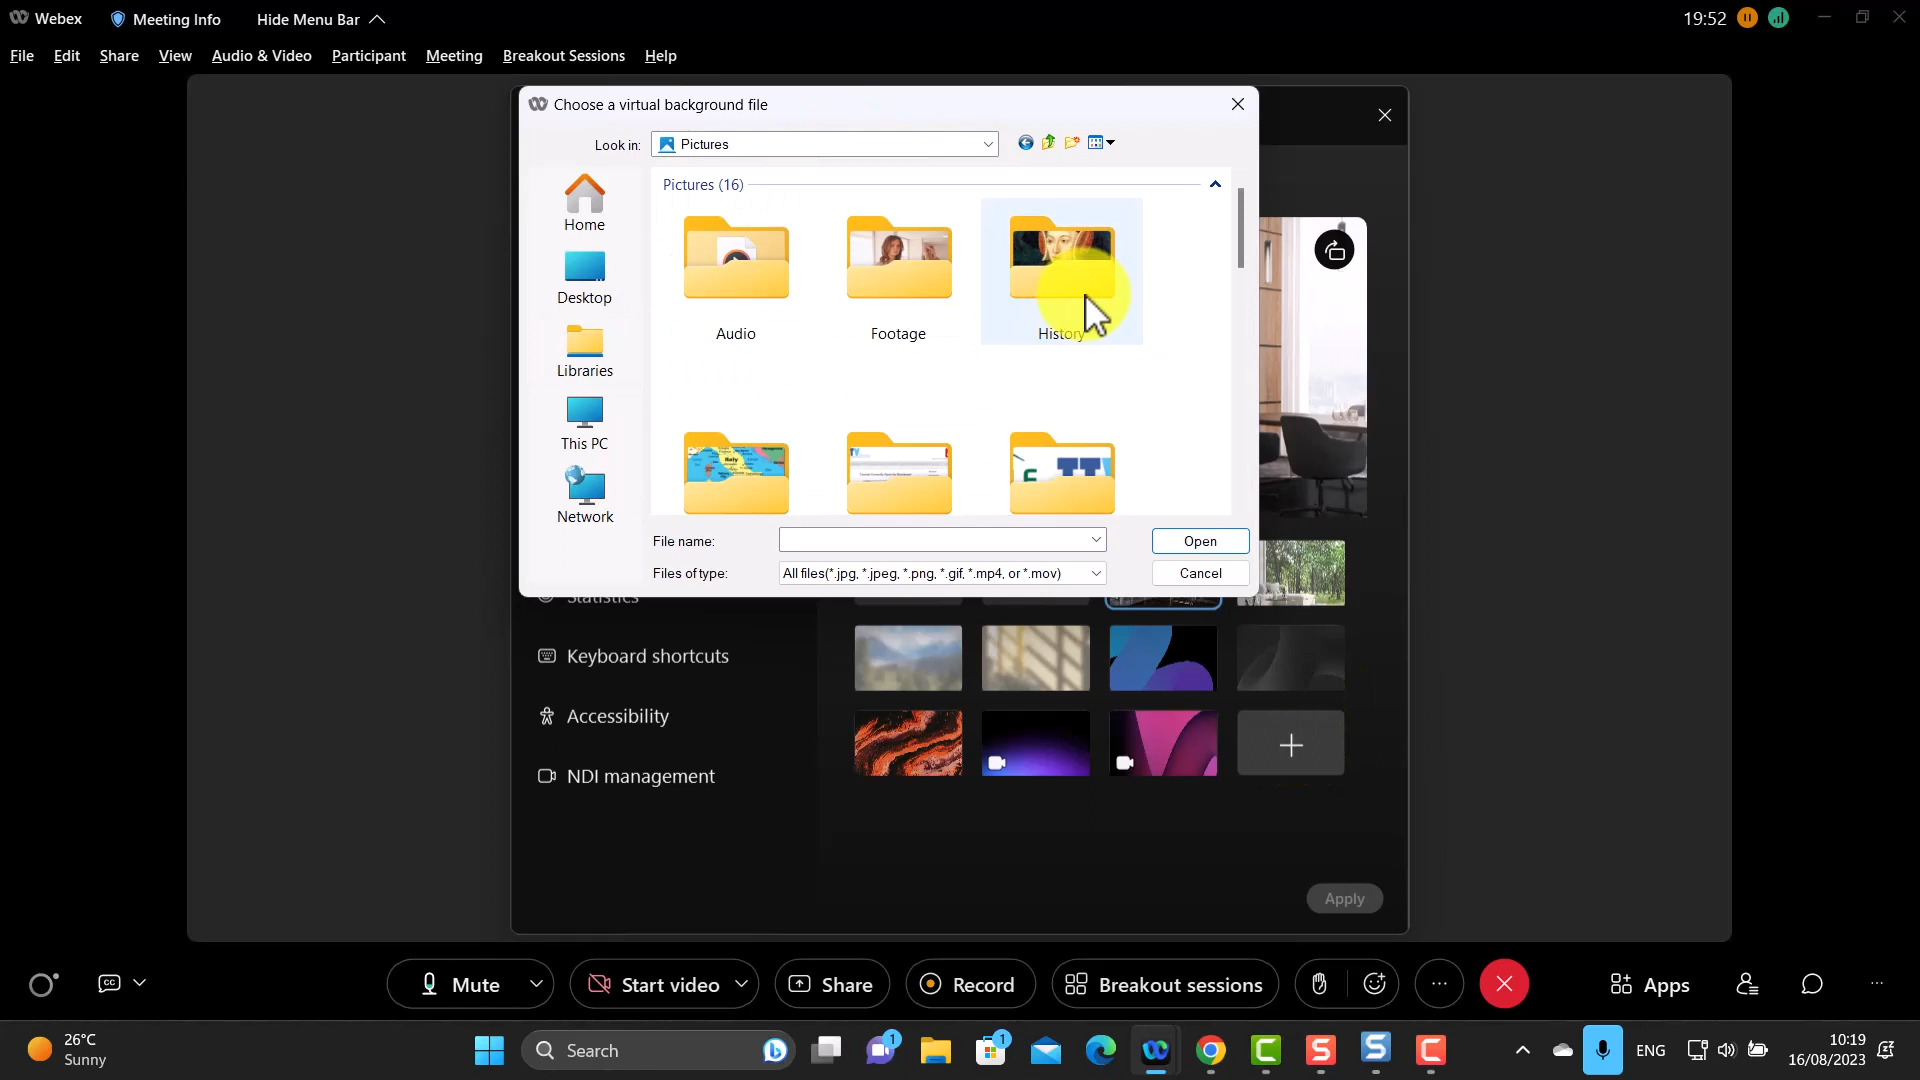 Webex
Meeting Info
Hide Menu Bar
19:52
File
Edit
Share
View
Audio & Video
Participant
Meeting
Breakout Sessions
Help
Choose a virtual background file
Look in:
Pictures
Pictures (16)
Home
Desktop
Libraries
This PC
Network
Audio
Footage
History
File name:
Open
Files of type:
All files(*.jpg, *.jpeg, *.png, *.gif, *.mp4, or *.mov)
Cancel
Statistics
Keyboard shortcuts
Accessibility
NDI management
Apply
CC
Mute
Start video
Share
Record
Breakout sessions
Apps
26°C
Sunny
Search
1
1
ENG
10:19
16/08/2023